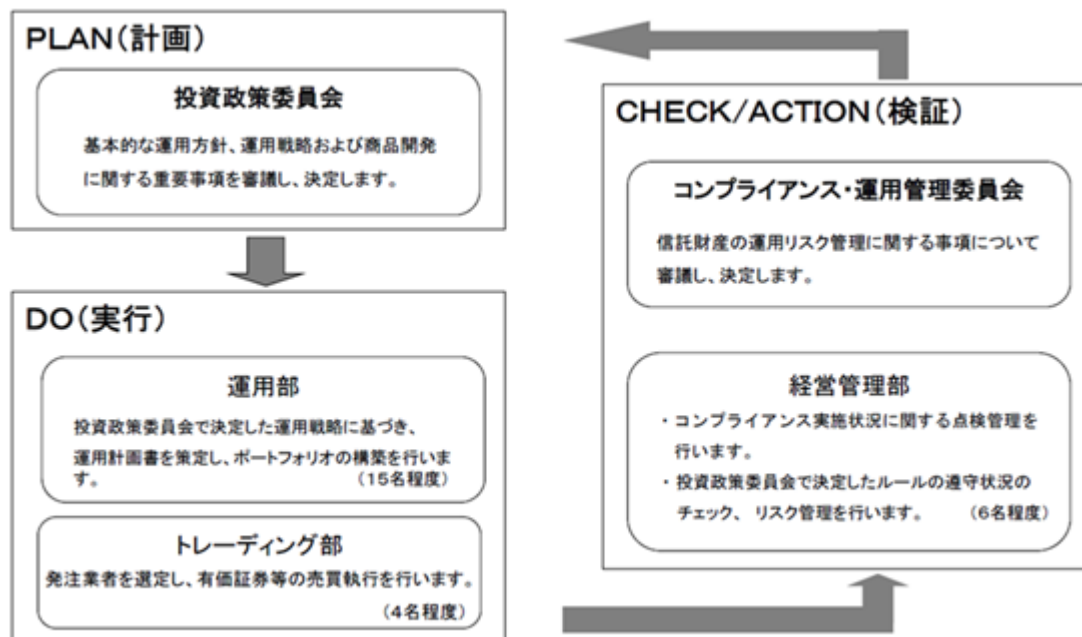 PLAN(計画)
投資政策委員会
基本的な運用方針、運用戦略および商品開発
に関する重要事項を審議し、決定します。
DO(実行)
運用部
投資政策委員会で決定した運用戦略に基づき、
運用計画書を策定し、ポートフォリオの構築を行いま
す。 (15名程度)
トレーディング部
発注業者を選定し、有価証券等の売買執行を行います。
(4名程度)
CHECK/ACTION(検証)
コンプライアンス・運用管理委員会
信託財産の運用リスク管理に関する事項について
審議し、決定します。
経営管理部
・コンプライアンス実施状況に関する点検管理を
行います。
・投資政策委員会で決定したルールの遵守状況の
チェック、リスク管理を行います。 (6名程度)